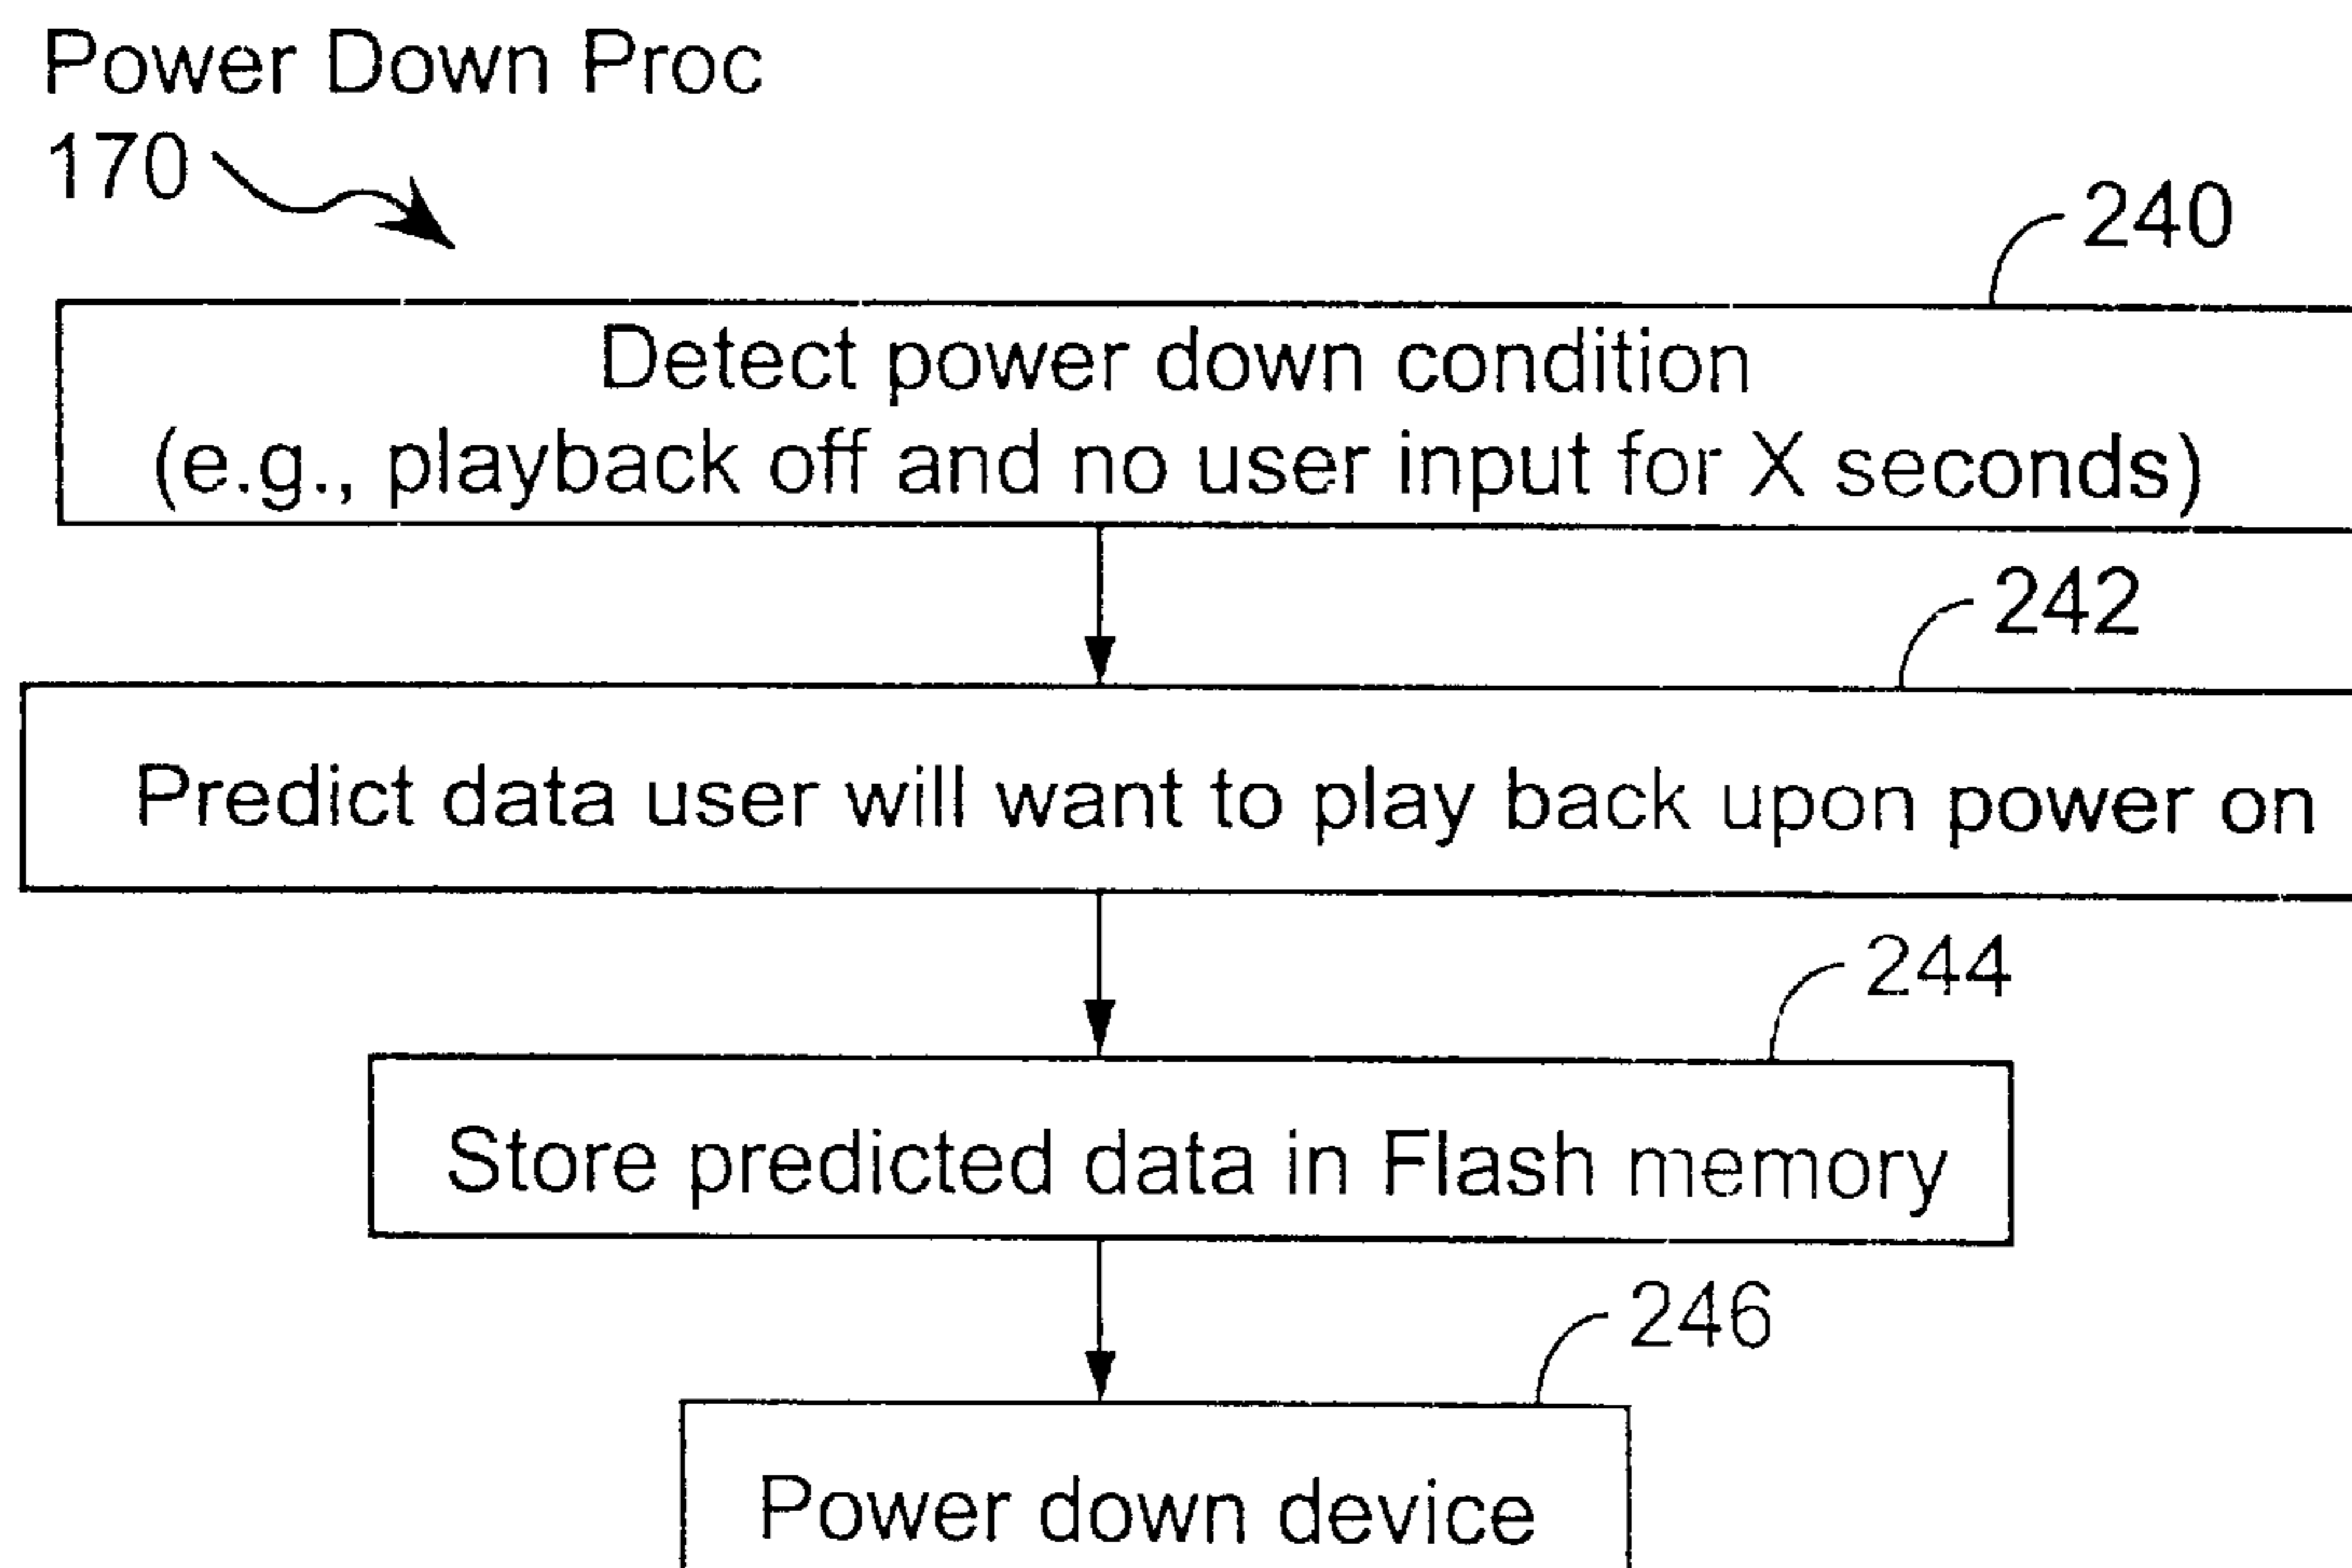 Power Down Proc
170
240
Detect power down condition
(e.g., playback off and no user input for X seconds)
242
Predict data user will want to play back upon power on
244
Store predicted data in Flash memory
246
Power down device